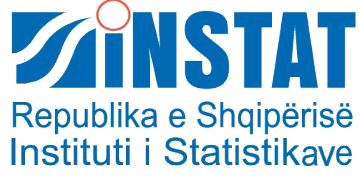 INSTAT
Republika e Shqipërisë
Instituti i Statistikave